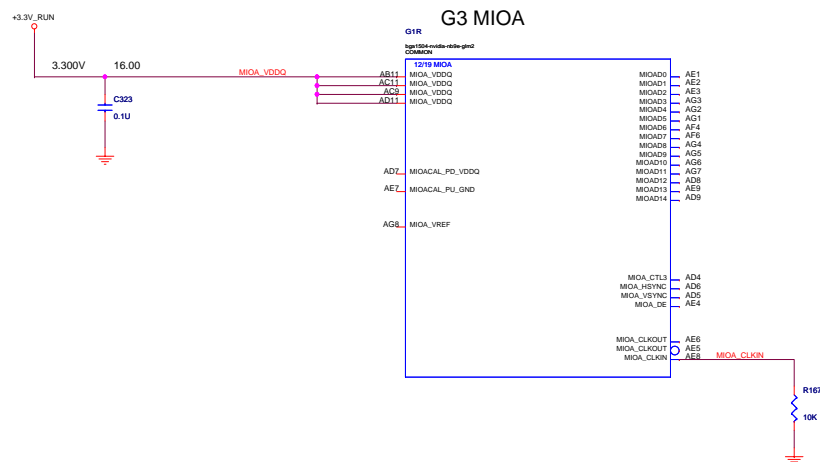 G3 MIOA
+3.3V_RUN
G1R
bga1504-nvidia-nb9e-glm2
COMMON
12/19 MIOA
3.300V 16.00 MIOA_VDDQ
AB11 MIOA_VDDQ
AC11 MIOA_VDDQ
AC9 MIOA_VDDQ
AD11 MIOA_VDDQ
C323
0.1U
AD7 MIOACAL_PD_VDDQ
AE7 MIOACAL_PU_GND
AG8 MIOA_VREF
MIOAD0 AE1
MIOAD1 AE2
MIOAD2 AE3
MIOAD3 AG3
MIOAD4 AG2
MIOAD5 AG1
MIOAD6 AF4
MIOAD7 AF6
MIOAD8 AG4
MIOAD9 AG5
MIOAD10 AG6
MIOAD11 AG7
MIOAD12 AD8
MIOAD13 AE9
MIOAD14 AD9
MIOA_CTL3 AD4
MIOA_HSYNC AD6
MIOA_VSYNC AD5
MIOA_DE AE4
MIOA_CLKOUT AE6
MIOA_CLKOUT AE5
MIOA_CLKIN AE8 MIOA_CLKIN
R167
10K